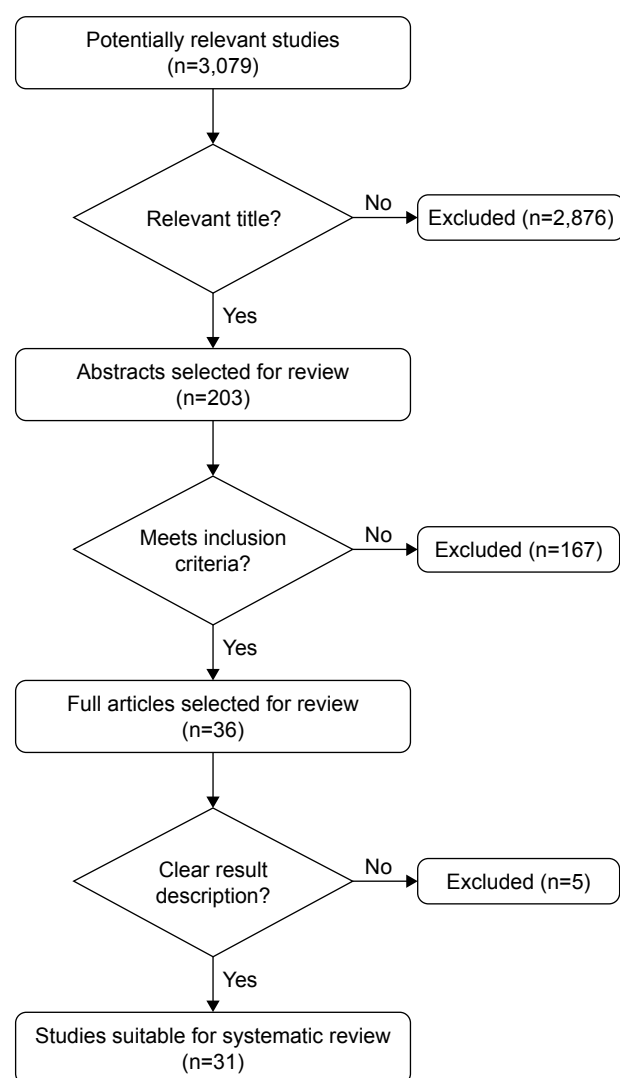 Potentially relevant studies
(n=3,079)
Relevant title?
No
Excluded (n=2,876)
Yes
Abstracts selected for review
(n=203)
Meets inclusion
criteria?
No
Excluded (n=167)
Yes
Full articles selected for review
(n=36)
Clear result
description?
No
Excluded (n=5)
Yes
Studies suitable for systematic review
(n=31)